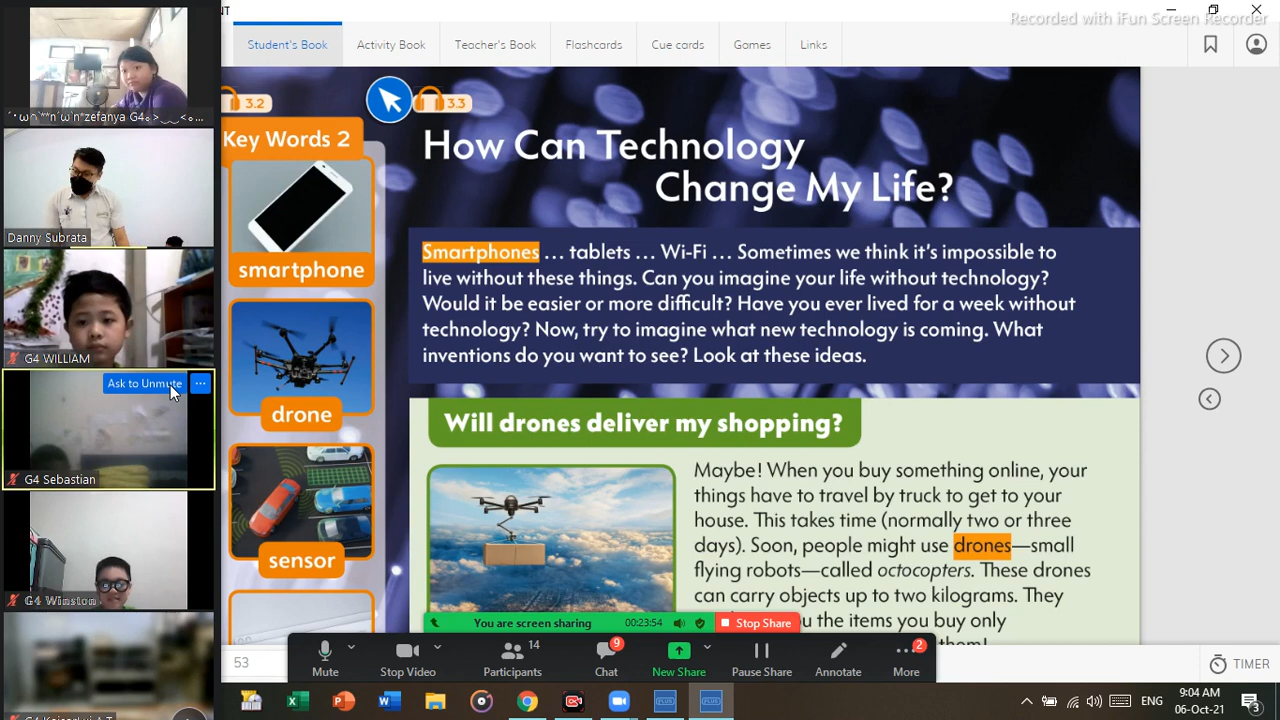 NT
Recorded with iFun Screen Recorder
Student's Book
Activity Book
Teacher's Book
Flashcards
Cue cards
Games
Links
3.2
3.3
Key Words 2
smartphone
drone
sensor
How Can Technology
Change My Life?
Smartphones … tablets … Wi-Fi … Sometimes we think it's impossible to
live without these things. Can you imagine your life without technology?
Would it be easier or more difficult? Have you ever lived for a week without
technology? Now, try to imagine what new technology is coming. What
inventions do you want to see? Look at these ideas.
Will drones deliver my shopping?
Maybe! When you buy something online, your
things have to travel by truck to get to your
house. This takes time (normally two or three
days). Soon, people might use drones—small
flying robots—called octocopters. These drones
can carry objects up to two kilograms. They
u the items you buy only
them!
zefanya G4
Danny Subrata
G4 WILLIAM
Ask to Unmute
...
G4 Sebastian
G4 Winston
You are screen sharing
00:23:54
Stop Share
53
Mute
Stop Video
14
Participants
9
Chat
New Share
Pause Share
Annotate
2
More
TIMER
ENG
9:04 AM
06-Oct-21
3